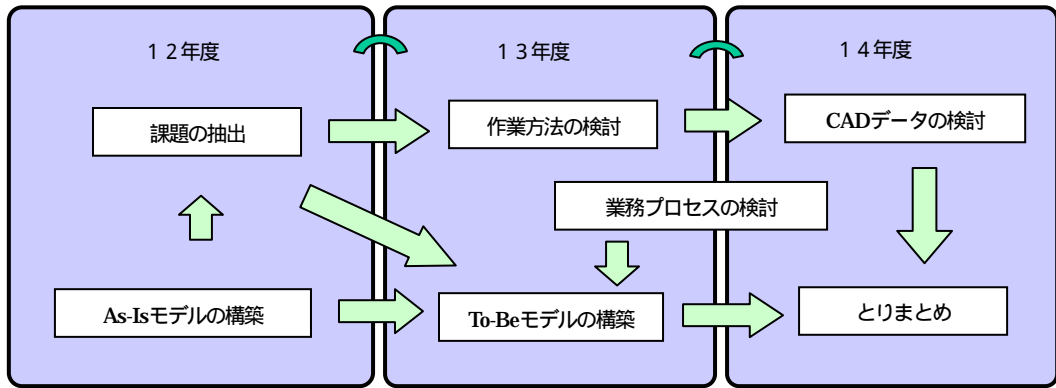 １２年度
１３年度
１４年度
課題の抽出
作業方法の検討
CADデータの検討
業務プロセスの検討
As-Isモデルの構築
To-Beモデルの構築
とりまとめ